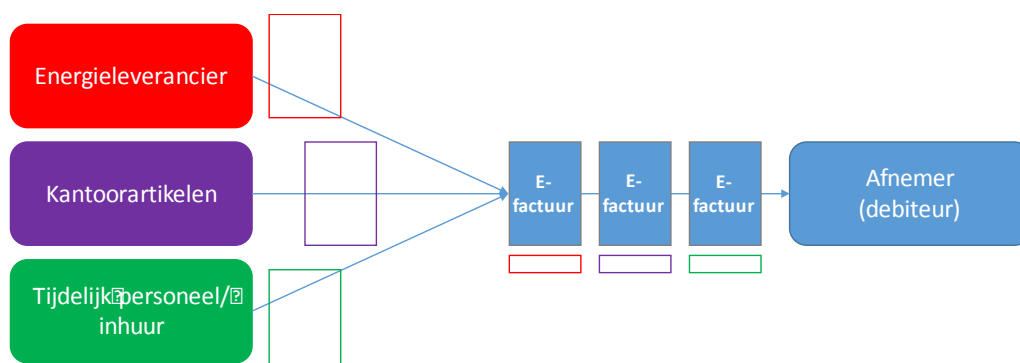 Energieleverancier
Kantoorartikelen
Tijdelijk personeel/
inhuur
E-
factuur
E-
factuur
E-
factuur
Afnemer
(debiteur)